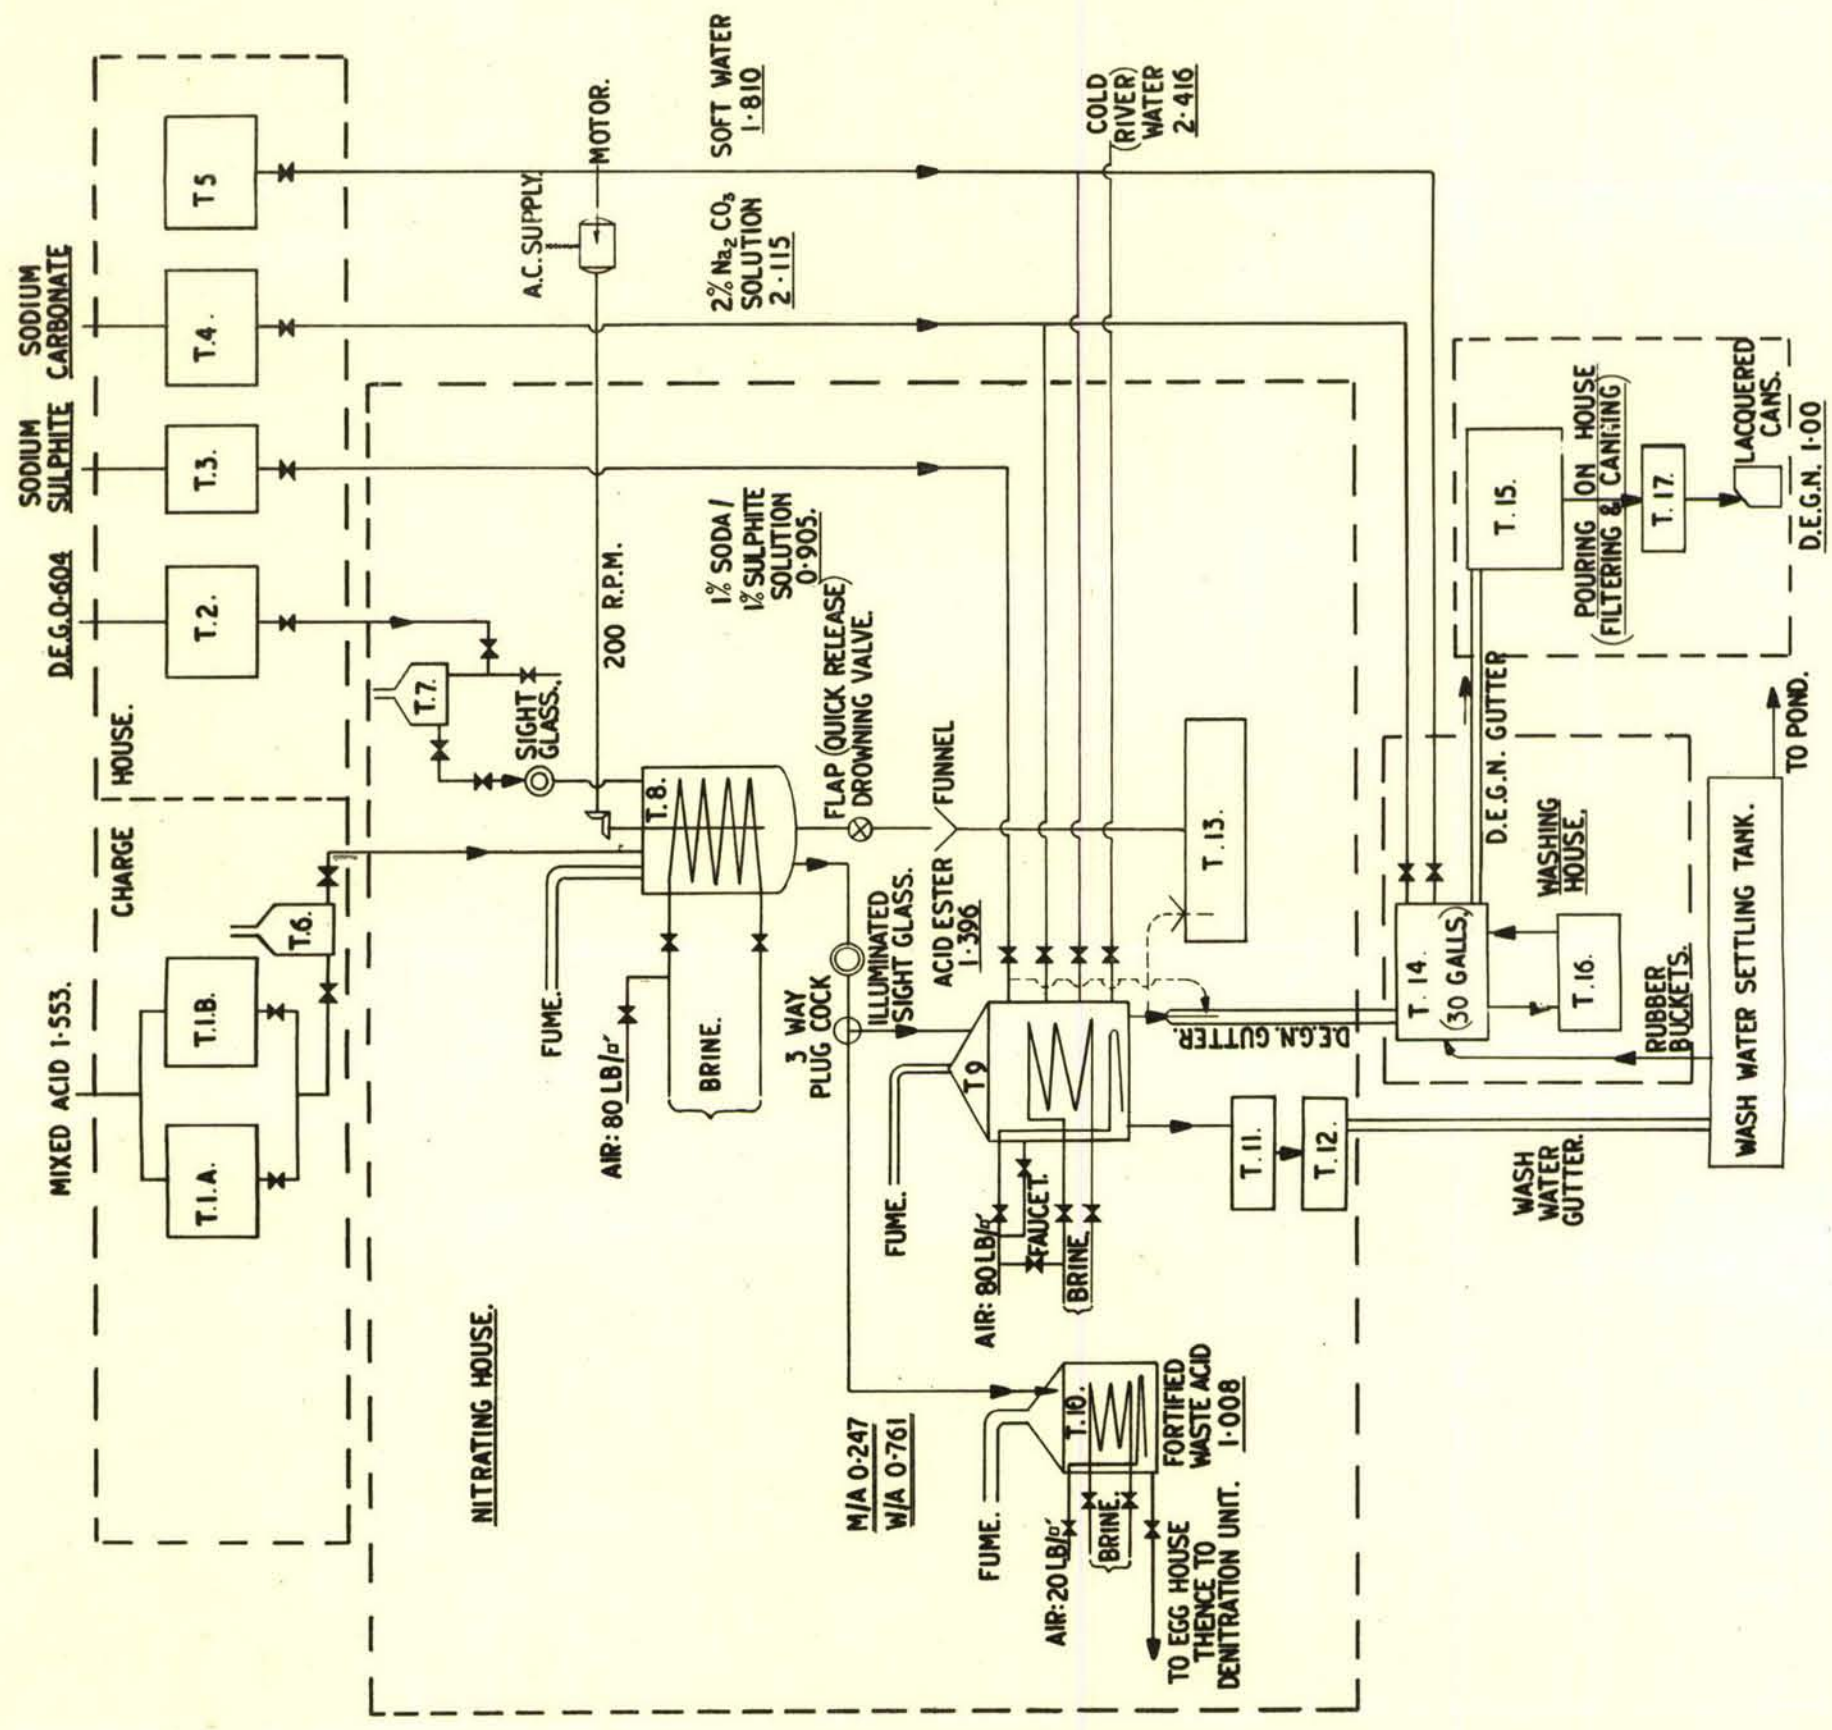 MIXED ACID 1·553.
D.E.G.0·604
SODIUM
SULPHITE
SODIUM
CARBONATE
CHARGE
HOUSE.
T.1.A.
T.1.B.
T.6.
T.2.
T.3.
T.4.
T5
T.7.
SIGHT
GLASS.
A.C. SUPPLY.
MOTOR.
200 R.P.M.
NITRATING HOUSE.
FUME.
AIR: 80 LB/□"
BRINE.
T.8.
1% SODA/
1% SULPHITE
SOLUTION
0·905.
2% Na2 CO3
SOLUTION
2·115
SOFT WATER
1·810
FLAP (QUICK RELEASE)
DROWNING VALVE.
FUNNEL
3 WAY
PLUG COCK
ILLUMINATED
SIGHT GLASS.
ACID ESTER
1·396
COLD
(RIVER)
WATER
2·416
M/A 0·247
W/A 0·761
FUME.
T9
AIR: 80 LB/□"
FAUCET.
BRINE.
FUME.
T.10.
AIR: 20 LB/□"
BRINE.
FORTIFIED
WASTE ACID
1·008
TO EGG HOUSE
THENCE TO
DENITRATION UNIT.
T.11.
T.12.
T.13.
D.E.G.N. GUTTER.
WASH
WATER
GUTTER.
T.14.
(30 GALLS.)
T.16.
WASHING
HOUSE.
RUBBER
BUCKETS.
D.E.G.N. GUTTER
T.15.
POURING ON HOUSE
(FILTERING & CANNING)
T.17.
LACQUERED
CANS.
D.E.G.N. 1·00
WASH WATER SETTLING TANK.
TO POND.